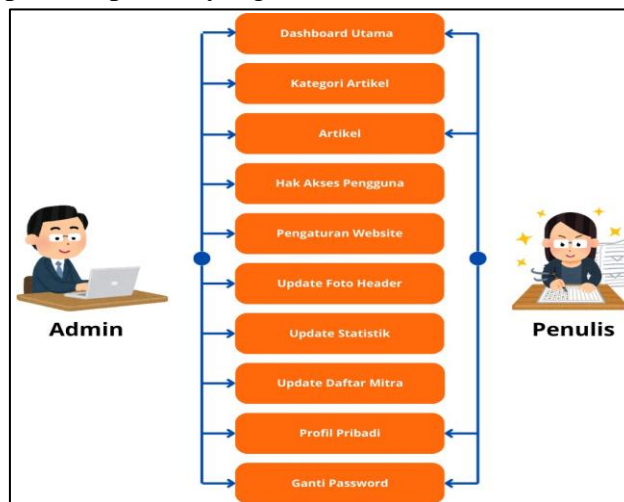 Dashboard Utama
Kategori Artikel
Artikel
Hak Akses Pengguna
Pengaturan Website
Update Foto Header
Update Statistik
Update Daftar Mitra
Profil Pribadi
Ganti Password
Admin
Penulis